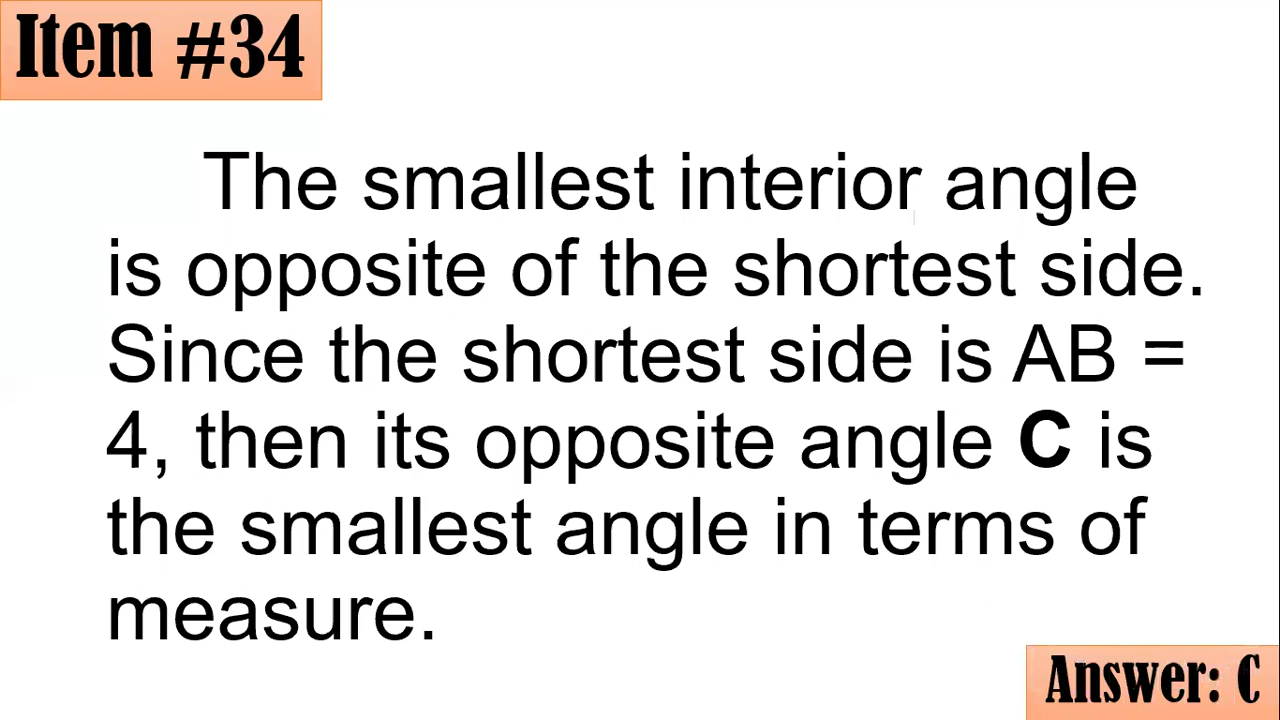 Item #34
The smallest interior angle
is opposite of the shortest side.
Since the shortest side is AB =
4, then its opposite angle C is
the smallest angle in terms of
measure.
Answer: C